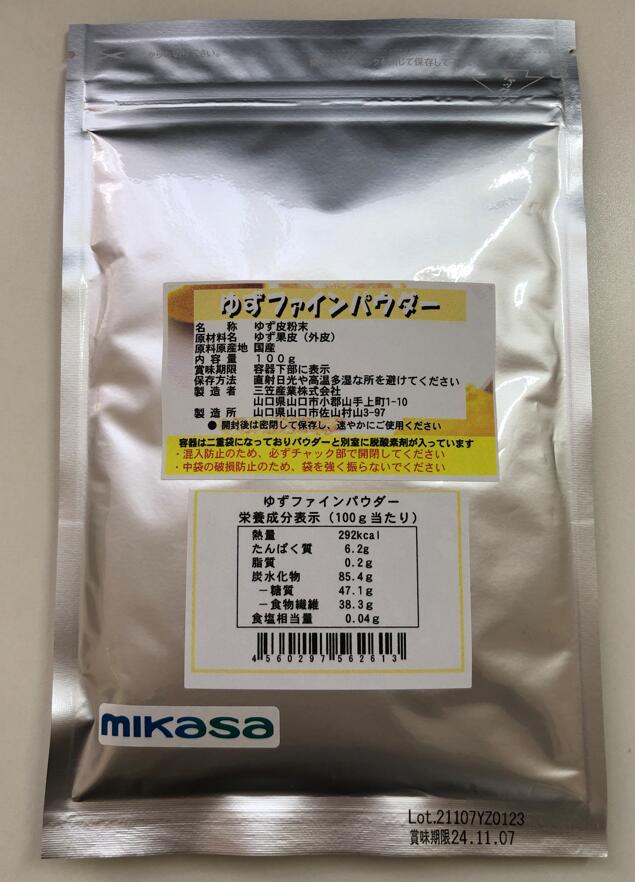 ゆずファインパウダー
名 称 ゆず皮粉末
原材料名 ゆず果皮（外皮）
原料原産地 国産
内容量 １００ｇ
賞味期限 容器下部に表示
保存方法 直射日光や高温多湿な所を避けてください
製造者 三笠産業株式会社
山口県山口市小郡山手上町1-10
製造所 山口県山口市佐山村山3-97
● 開封後は密閉して保存し、速やかにご使用ください
容器は二重袋になっておりパウダーと別室に脱酸素剤が入っています
・混入防止のため、必ずチャック部で開閉してください
・中袋の破損防止のため、袋を強く振らないでください
ゆずファインパウダー
栄養成分表示（100ｇ当たり）
熱量 292kcal
たんぱく質 6.2g
脂質 0.2g
炭水化物 85.4g
－糖質 47.1g
－食物繊維 38.3g
食塩相当量 0.04g
4560297562613
mikasa
Lot.21107YZ0123
賞味期限24.11.07